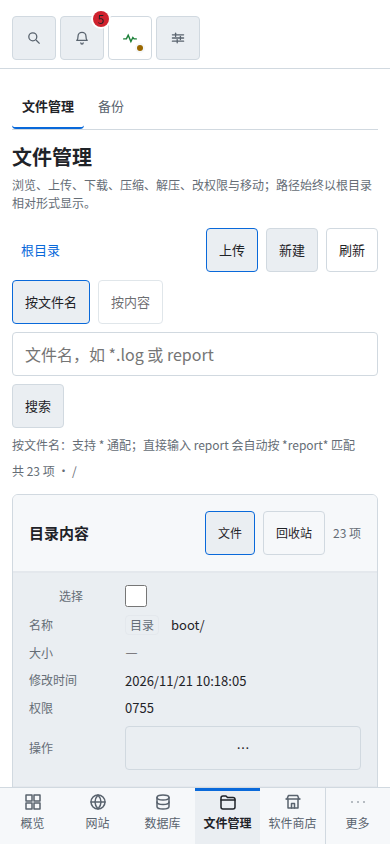 5
文件管理 备份
文件管理
浏览、上传、下载、压缩、解压、改权限与移动；路径始终以根目录
相对形式显示。
根目录 上传 新建 刷新
按文件名 按内容
文件名，如 *.log 或 report
搜索
按文件名：支持 * 通配；直接输入 report 会自动按 *report* 匹配
共 23 项 · /
目录内容 文件 回收站 23 项
选择
名称 目录 boot/
大小 —
修改时间 2026/11/21 10:18:05
权限 0755
操作 ···
概览 网站 数据库 文件管理 软件商店 更多